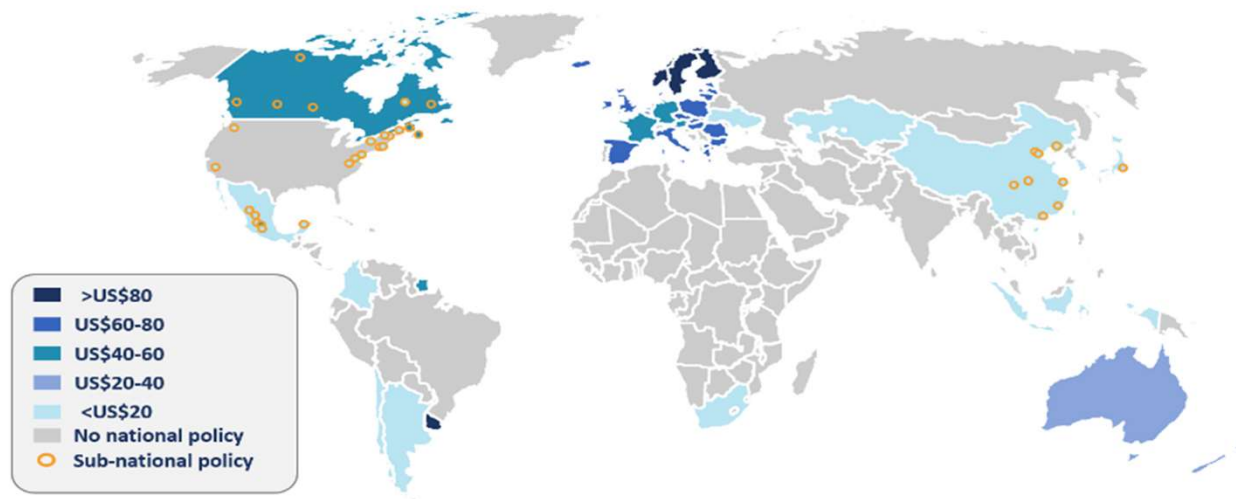 >US$80
US$60-80
US$40-60
US$20-40
<US$20
No national policy
Sub-national policy